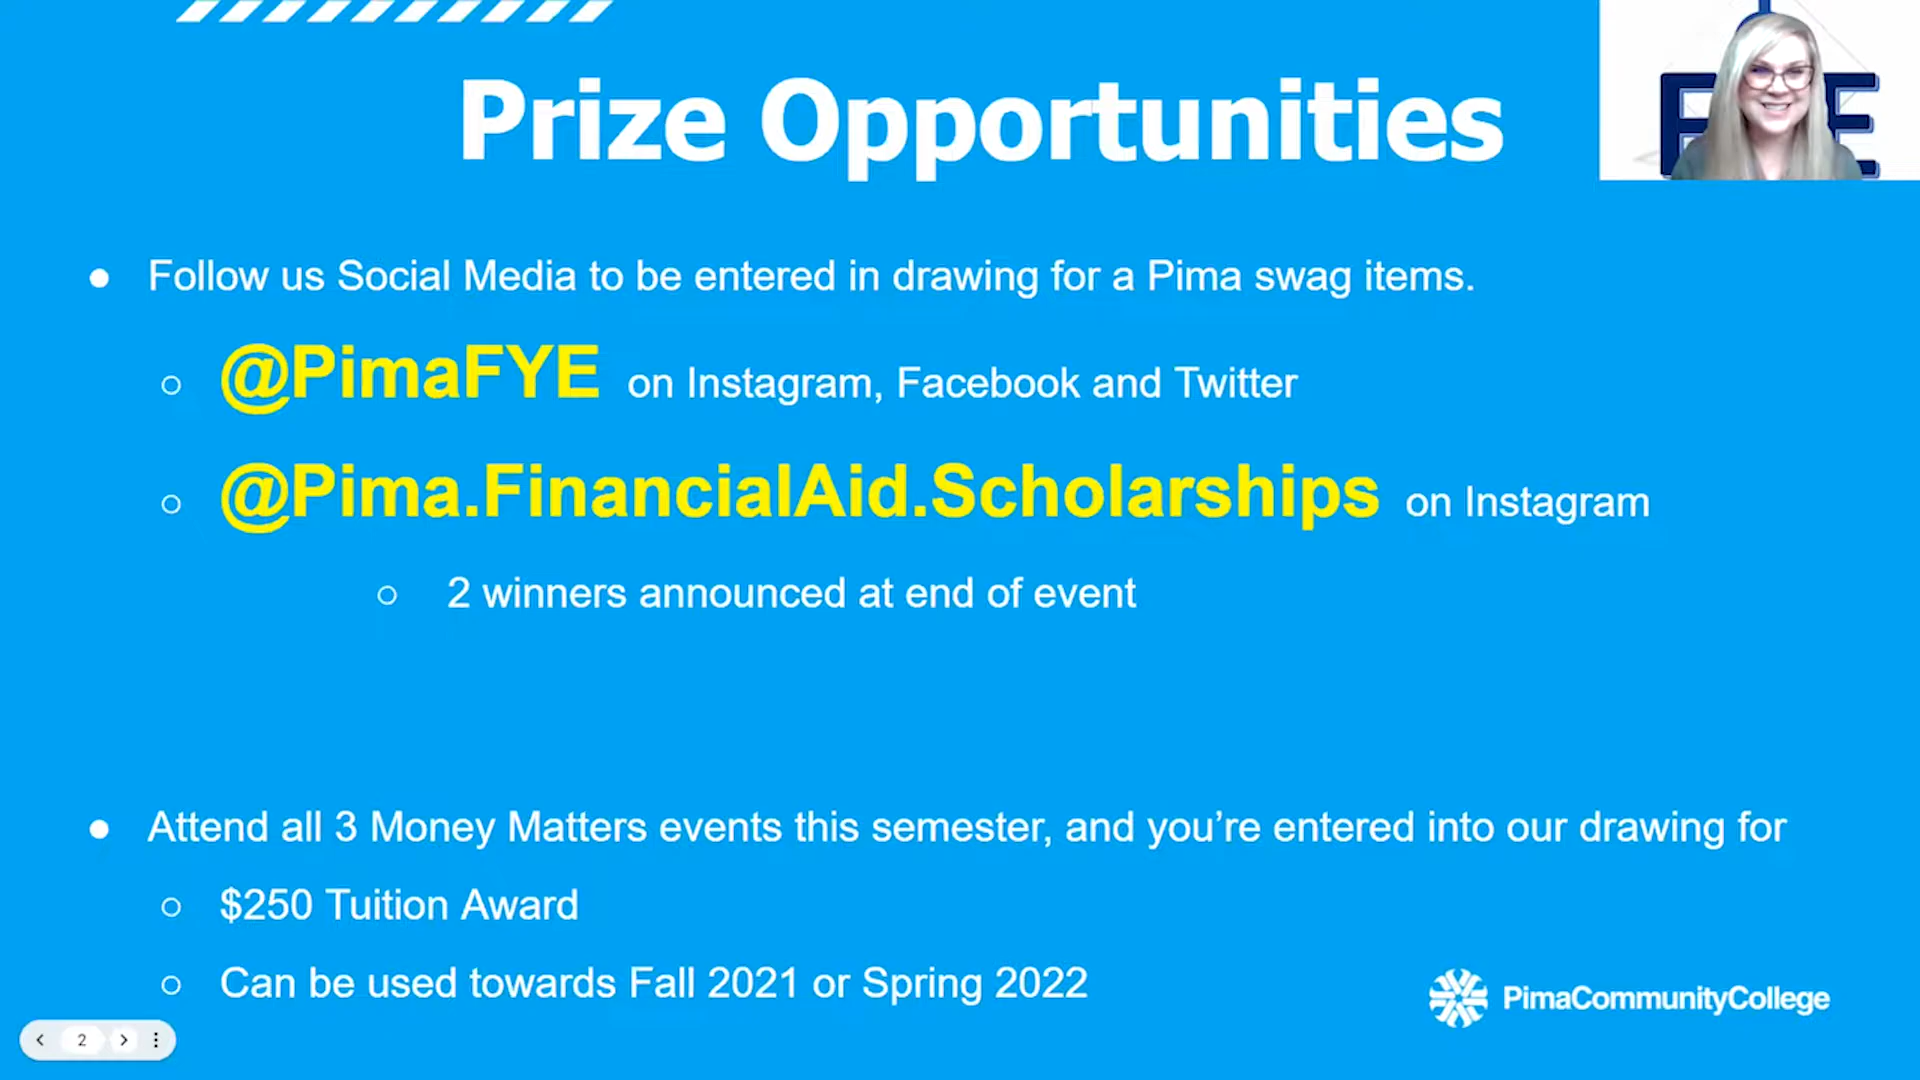 Prize Opportunities
Follow us Social Media to be entered in drawing for a Pima swag items.
@PimaFYE on Instagram, Facebook and Twitter
@Pima.FinancialAid.Scholarships on Instagram
2 winners announced at end of event
Attend all 3 Money Matters events this semester, and you’re entered into our drawing for
$250 Tuition Award
Can be used towards Fall 2021 or Spring 2022
PimaCommunityCollege
2